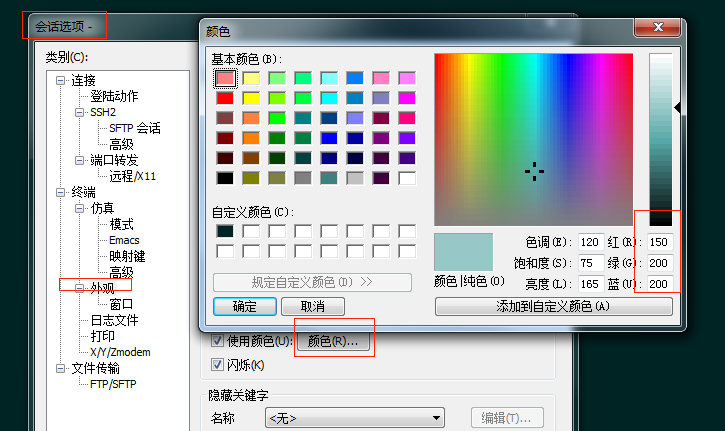 会话选项 -
类别(C):
连接
登陆动作
SSH2
SFTP 会话
高级
端口转发
远程/X11
终端
仿真
模式
Emacs
映射键
高级
外观
窗口
日志文件
打印
X/Y/Zmodem
文件传输
FTP/SFTP
颜色
基本颜色(B):
自定义颜色(C):
规定自定义颜色(D) >>
确定
取消
颜色|纯色(O)
色调(E): 120 红(R): 150
饱和度(S): 75 绿(G): 200
亮度(L): 165 蓝(U): 200
添加到自定义颜色(A)
使用颜色(U): 颜色(R)...
闪烁(K)
隐藏关键字
名称 <无> 编辑(T)...